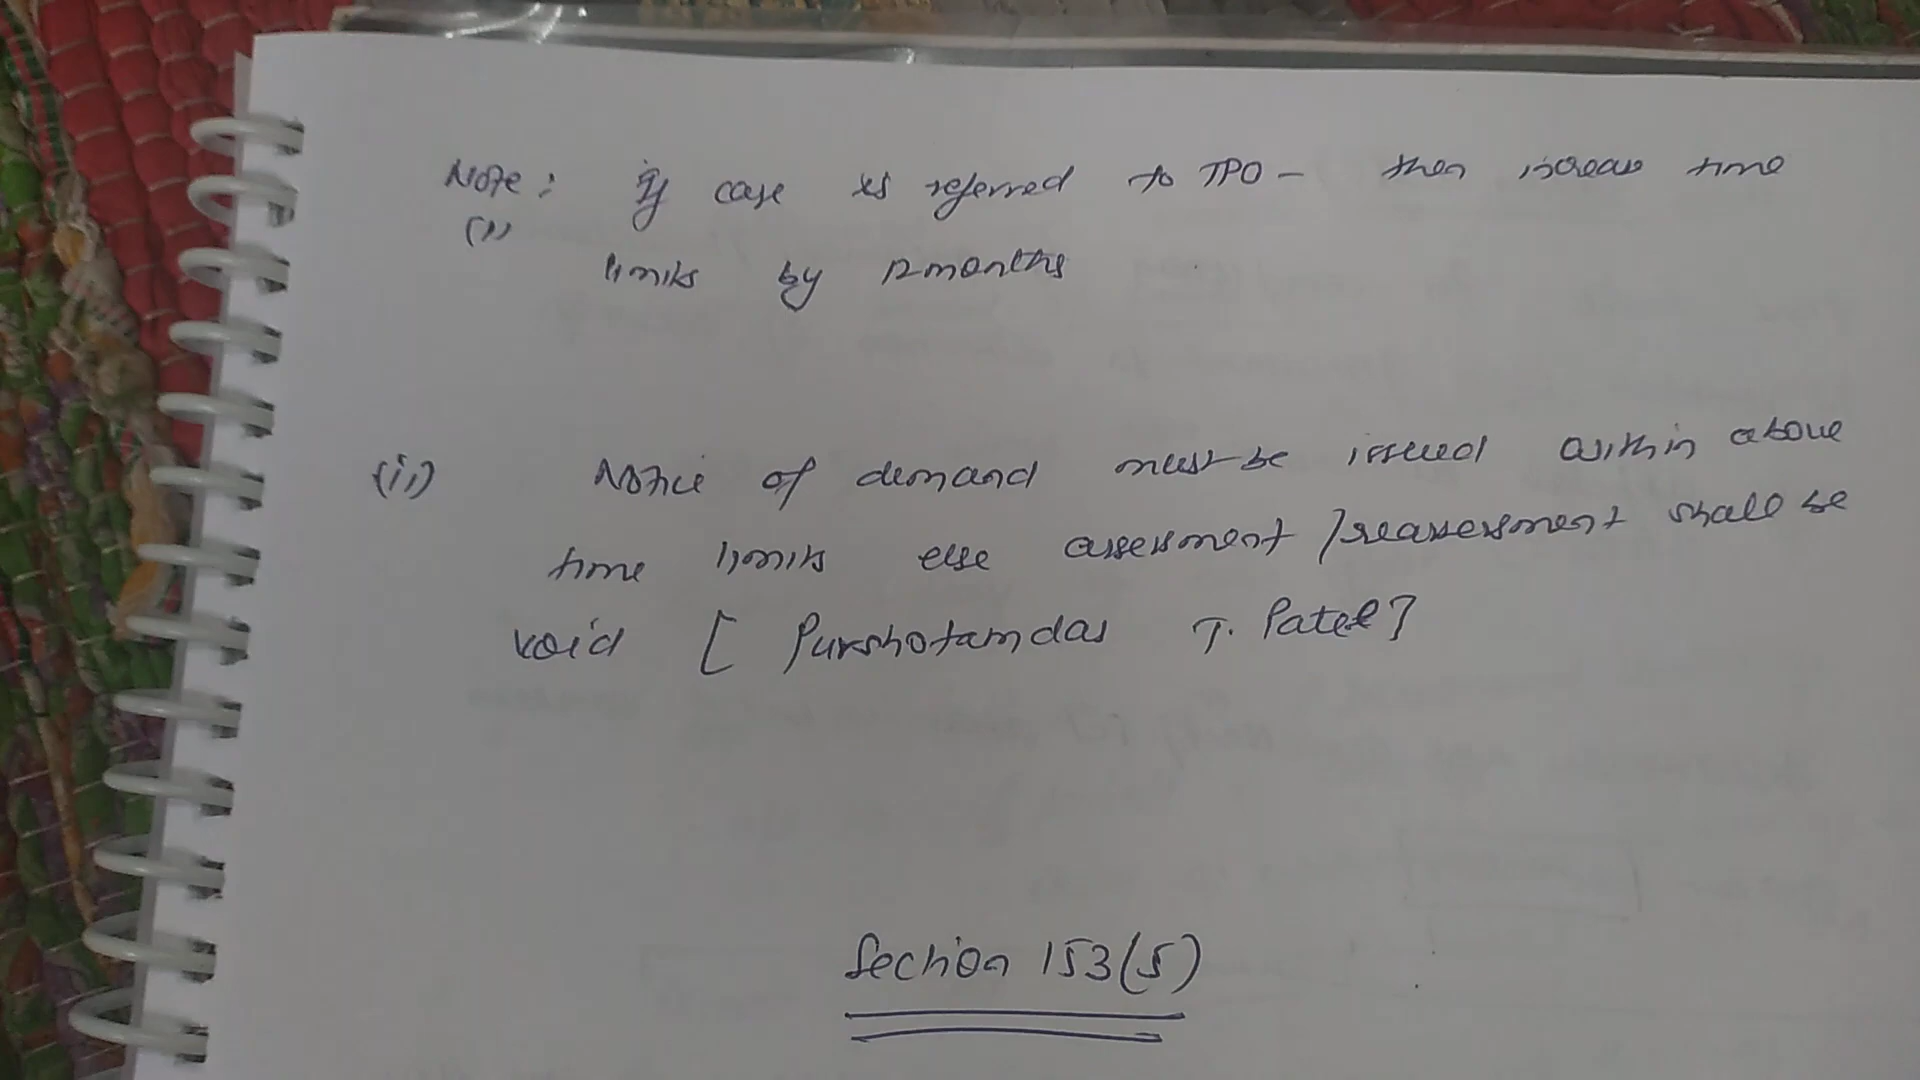 Note: If case is referred to TPO - then increase time
(i)
limits by 12 months
(ii) Notice of demand must be issued within above
time limits else assessment / reassessment shall be
void [ Purshotamdas T. Patel ]
Section 153(5)